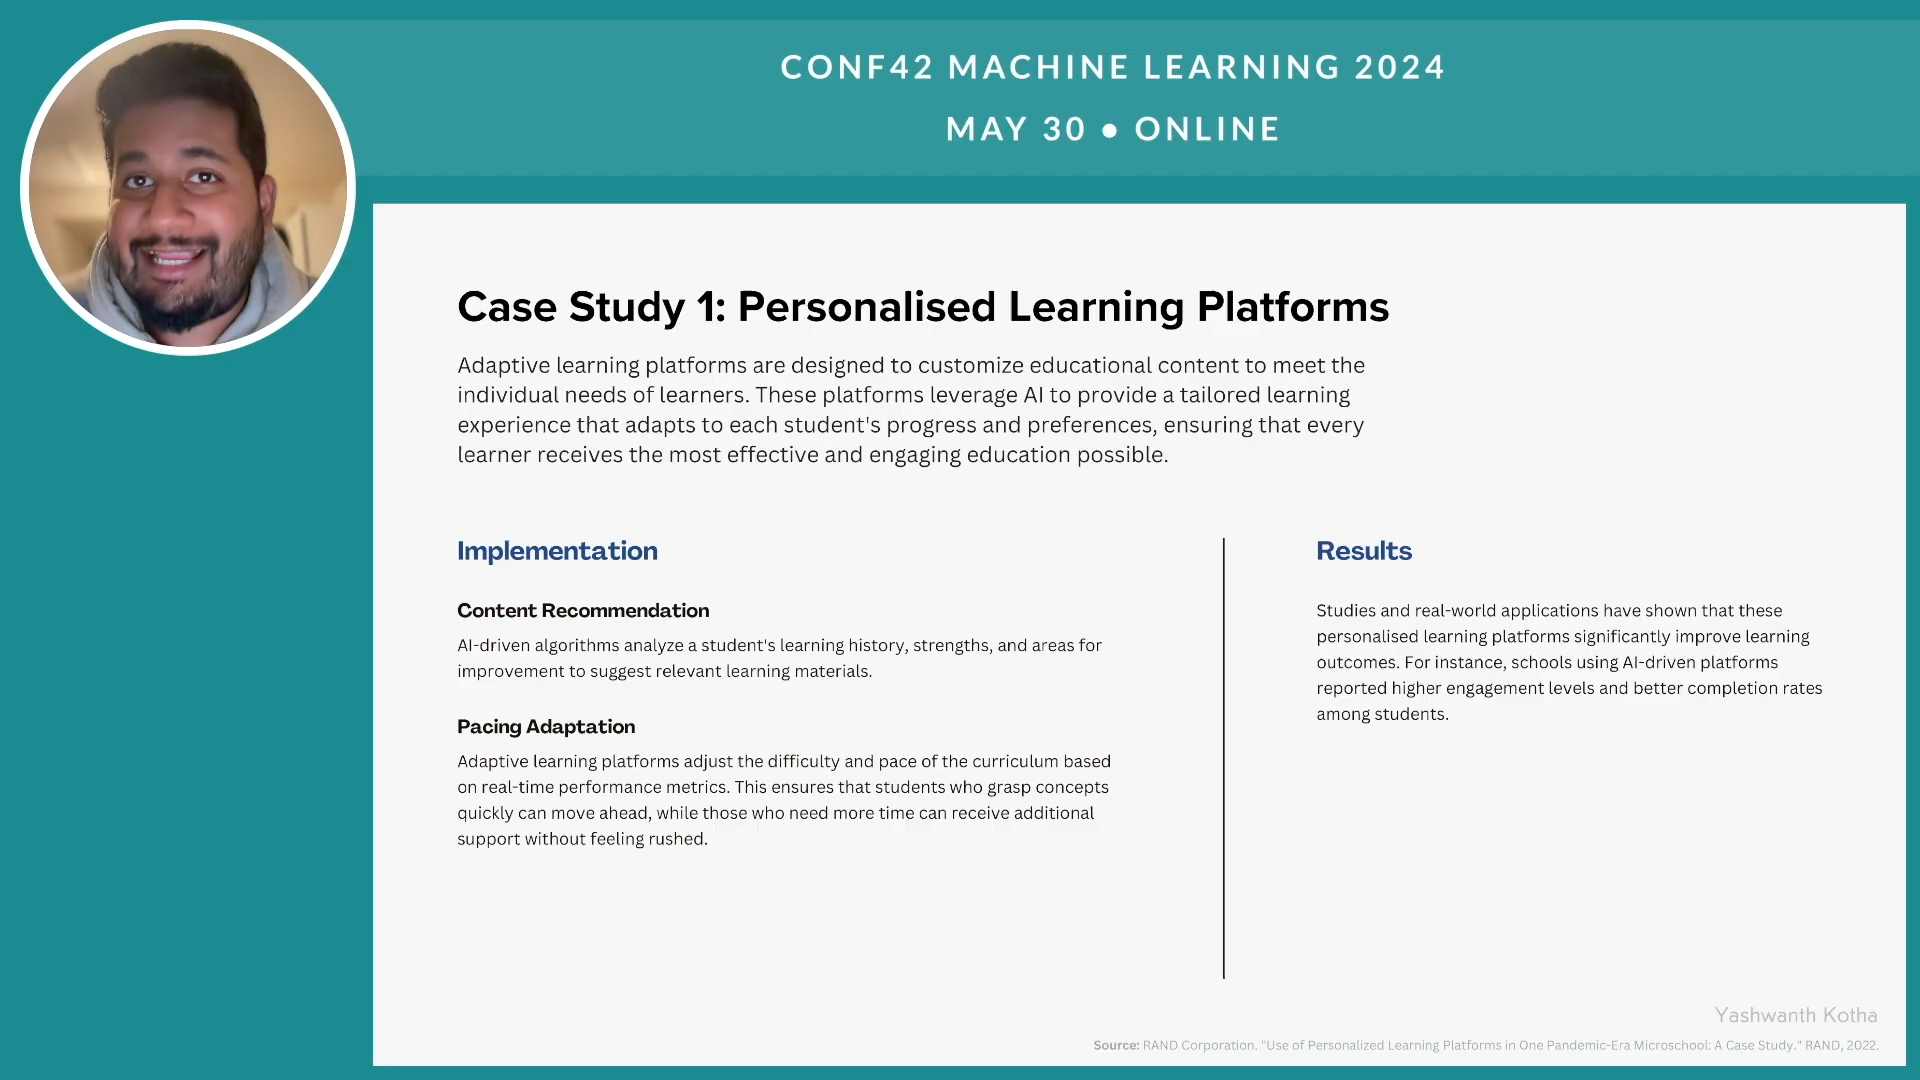 CONF42 MACHINE LEARNING 2024
MAY 30 ● ONLINE
Case Study 1: Personalised Learning Platforms
Adaptive learning platforms are designed to customize educational content to meet the
individual needs of learners. These platforms leverage AI to provide a tailored learning
experience that adapts to each student's progress and preferences, ensuring that every
learner receives the most effective and engaging education possible.
Implementation
Content Recommendation
AI-driven algorithms analyze a student's learning history, strengths, and areas for
improvement to suggest relevant learning materials.
Pacing Adaptation
Adaptive learning platforms adjust the difficulty and pace of the curriculum based
on real-time performance metrics. This ensures that students who grasp concepts
quickly can move ahead, while those who need more time can receive additional
support without feeling rushed.
Results
Studies and real-world applications have shown that these
personalised learning platforms significantly improve learning
outcomes. For instance, schools using AI-driven platforms
reported higher engagement levels and better completion rates
among students.
Yashwanth Kotha
Source: RAND Corporation. "Use of Personalized Learning Platforms in One Pandemic-Era Microschool: A Case Study." RAND, 2022.